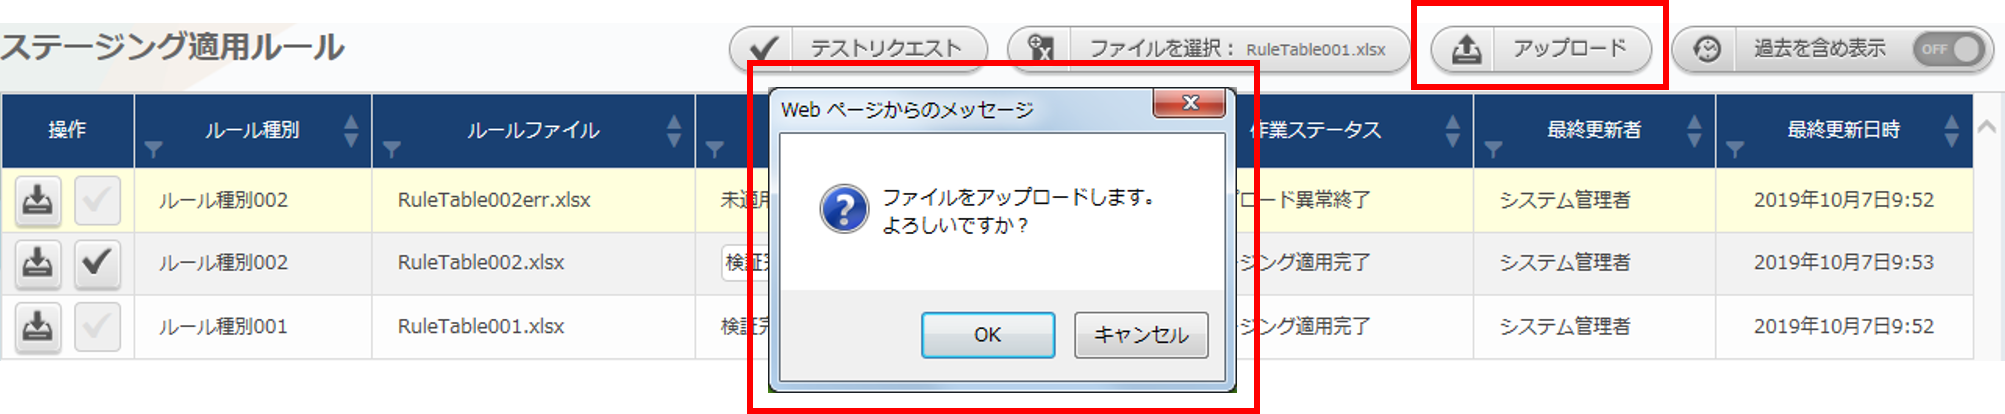 ステージング適用ルール
テストリクエスト
ファイルを選択： RuleTable001.xlsx
アップロード
過去を含め表示 OFF
操作 ルール種別 ルールファイル 作業ステータス 最終更新者 最終更新日時
Web ページからのメッセージ
ファイルをアップロードします。
よろしいですか？
OK キャンセル
ルール種別002 RuleTable002err.xlsx 未適用 ロード異常終了 システム管理者 2019年10月7日9:52
ルール種別002 RuleTable002.xlsx 検証 ジング適用完了 システム管理者 2019年10月7日9:53
ルール種別001 RuleTable001.xlsx 検証 ジング適用完了 システム管理者 2019年10月7日9:52